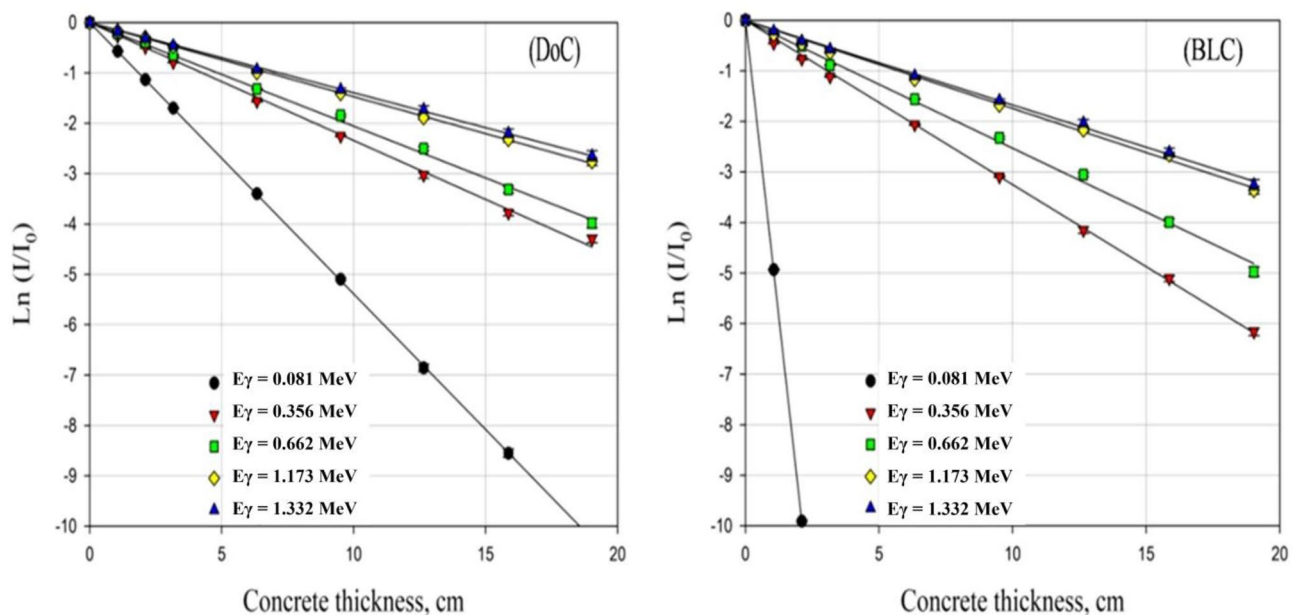 (DoC)
Ln (I/I₀)
0
-1
-2
-3
-4
-5
-6
-7
-8
-9
-10
Eγ = 0.081 MeV
Eγ = 0.356 MeV
Eγ = 0.662 MeV
Eγ = 1.173 MeV
Eγ = 1.332 MeV
0 5 10 15 20
Concrete thickness, cm
(BLC)
Ln (I/I₀)
0
-1
-2
-3
-4
-5
-6
-7
-8
-9
-10
Eγ = 0.081 MeV
Eγ = 0.356 MeV
Eγ = 0.662 MeV
Eγ = 1.173 MeV
Eγ = 1.332 MeV
0 5 10 15 20
Concrete thickness, cm